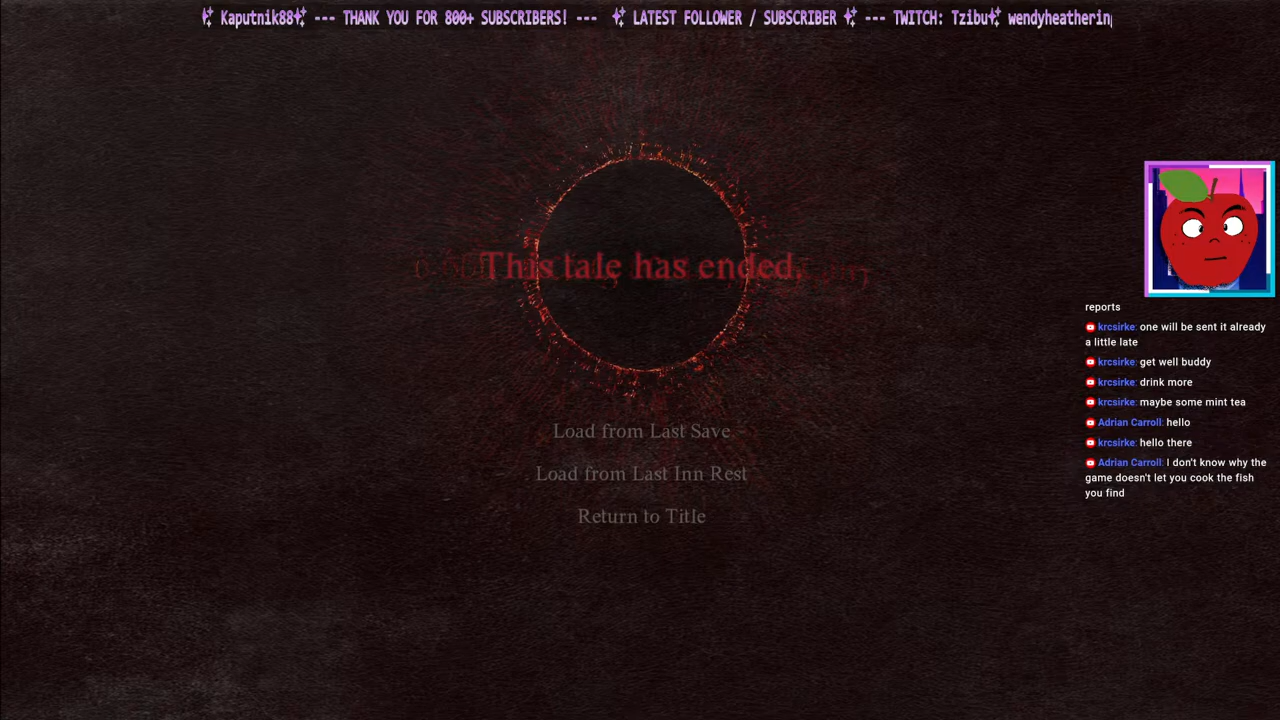 Kaputnik88 --- THANK YOU FOR 800+ SUBSCRIBERS! --- LATEST FOLLOWER / SUBSCRIBER --- TWITCH: Tzibu wendyheatherin
This tale has ended.
Load from Last Save
Load from Last Inn Rest
Return to Title
reports
krcsirke: one will be sent it already
a little late
krcsirke: get well buddy
krcsirke: drink more
krcsirke: maybe some mint tea
Adrian Carroll: hello
krcsirke: hello there
Adrian Carroll: I don't know why the
game doesn't let you cook the fish
you find